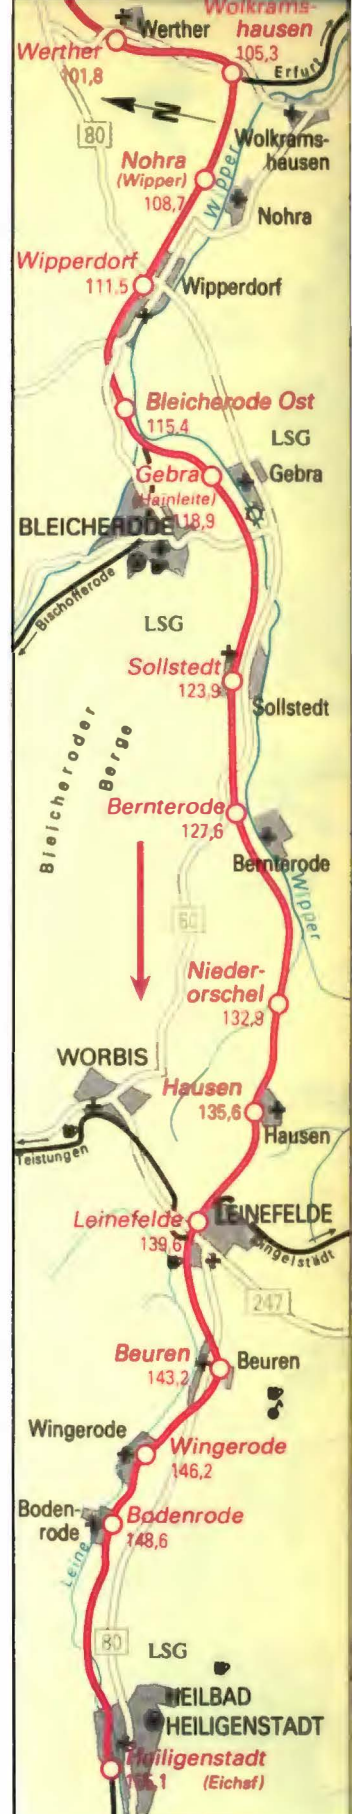 Wolkrams-
hausen
105,3
Werther
Werther
101,8
Erfurt
N
80
Wolkrams-
hausen
Nohra
(Wipper)
108,7
Wipper
Nohra
Wipperdorf
111,5
Wipperdorf
Bleicherode Ost
115,4
LSG
Gebra
(Hainleite)
118,9
Gebra
BLEICHERODE
Bischofferode
LSG
Sollstedt
123,9
Sollstedt
Bleicheroder
Berge
Bernterode
127,6
Bernterode
Wipper
Nieder-
orschel
132,9
WORBIS
Hausen
135,6
Hausen
Teistungen
Leinefelde
139,6
LEINEFELDE
247
Beuren
143,2
Beuren
Wingerode
Wingerode
146,2
Boden-
rode
Bodenrode
148,6
Leine
80
LSG
HEILBAD
HEILIGENSTADT
Heiligenstadt
(Eichsf)